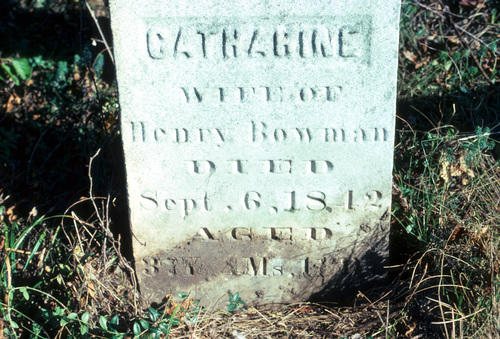 CATHARINE
WIFE OF
Henry Bowman
DIED
Sept. 6, 1842
AGED